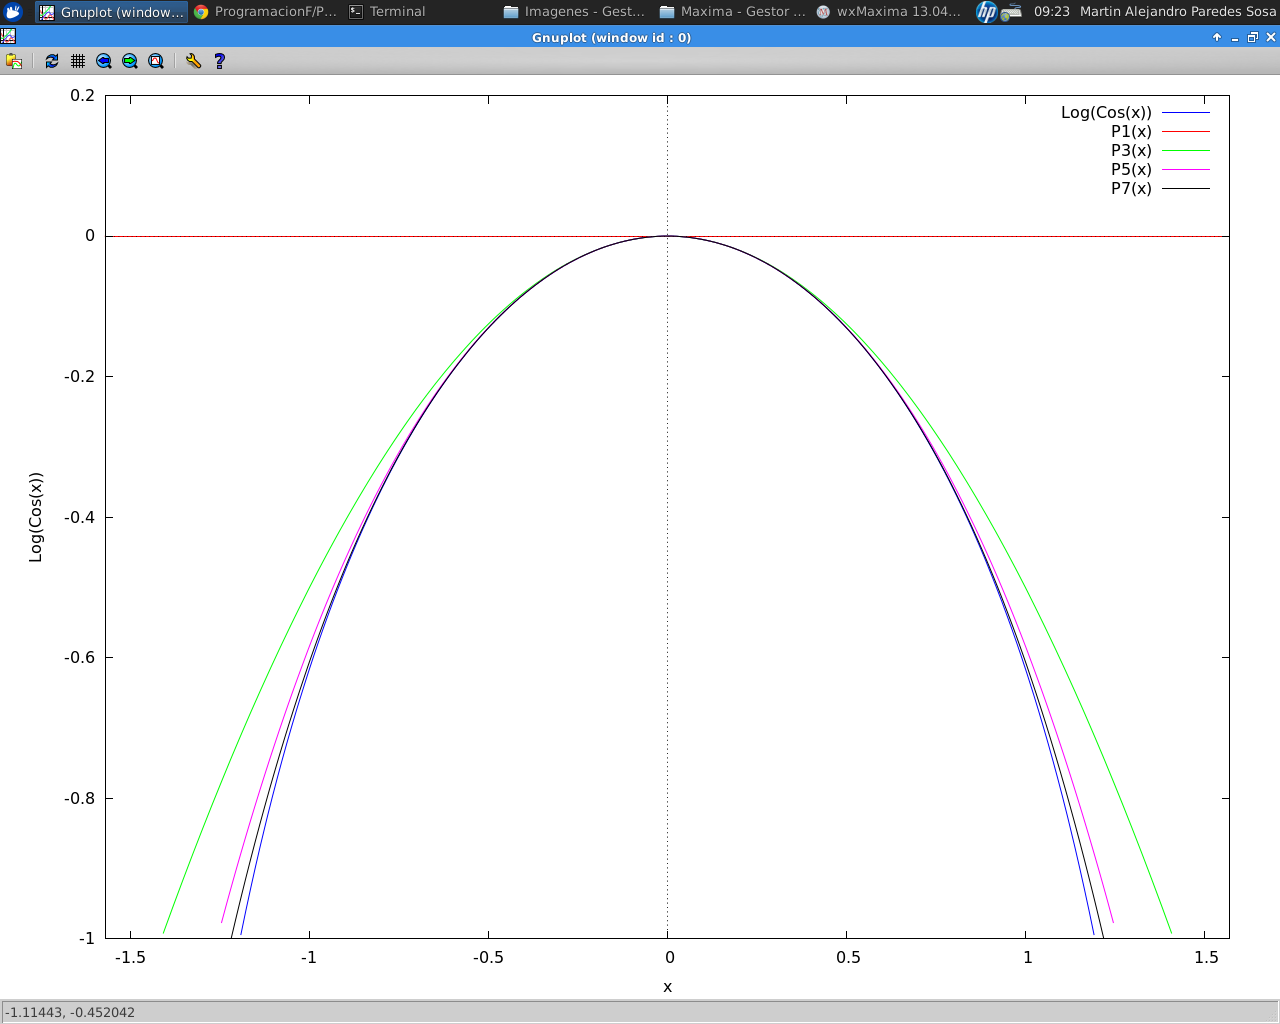 Gnuplot (window... ProgramacionF/P... Terminal Imagenes - Gest... Maxima - Gestor ... wxMaxima 13.04... hp 09:23 Martin Alejandro Paredes Sosa
Gnuplot (window id : 0)
?
0.2
0
-0.2
-0.4
-0.6
-0.8
-1
Log(Cos(x))
Log(Cos(x))
P1(x)
P3(x)
P5(x)
P7(x)
-1.5 -1 -0.5 0 0.5 1 1.5
x
-1.11443, -0.452042